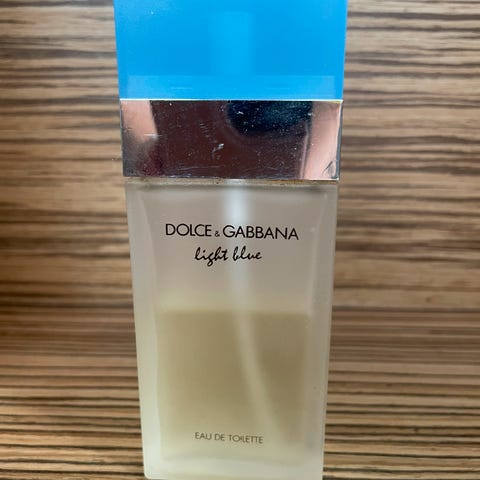 DOLCE & GABBANA
light blue
EAU DE TOILETTE